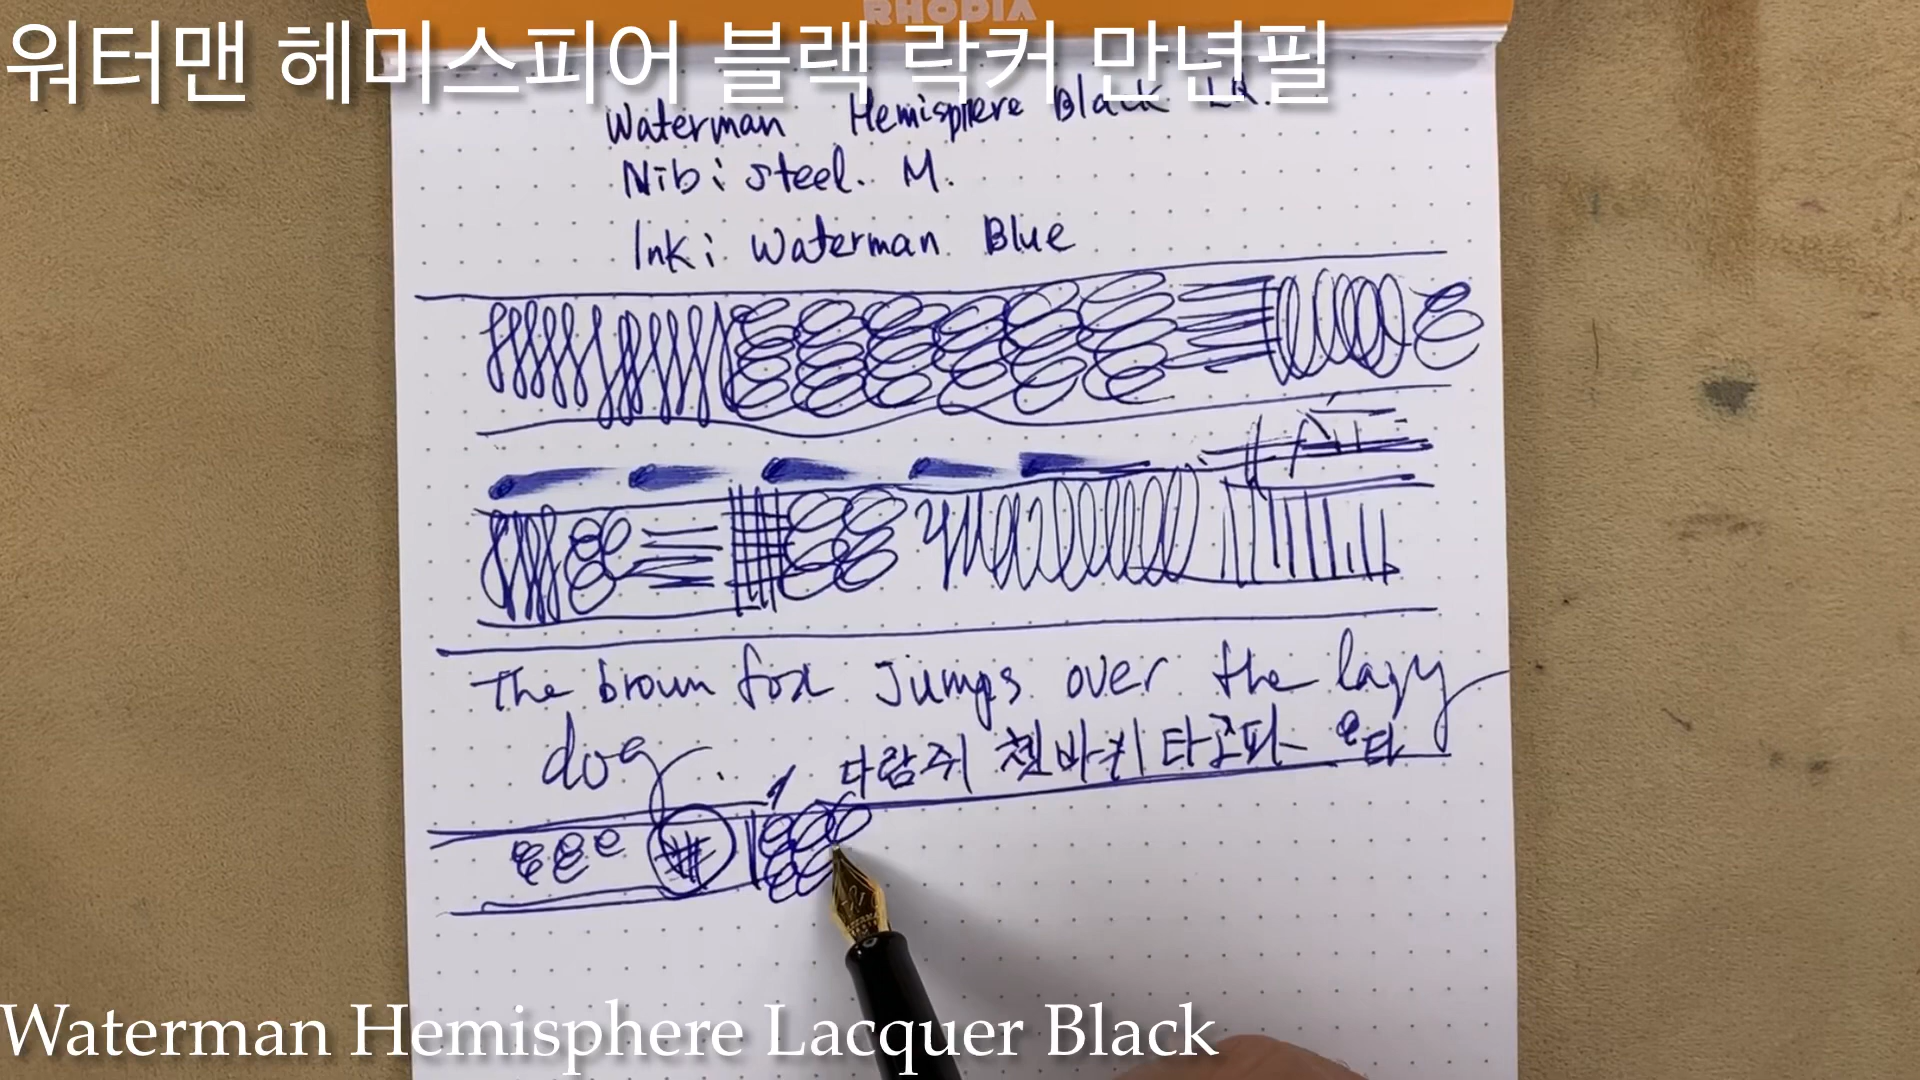 RHODIA
워터맨 헤미스피어 블랙 락커 만년필
Waterman Hemisphere Black LQ.
Nib: steel. M.
Ink: Waterman Blue
The brown fox Jumps over the lazy
dog.
다람쥐 쳇바퀴 타고파
Waterman Hemisphere Lacquer Black